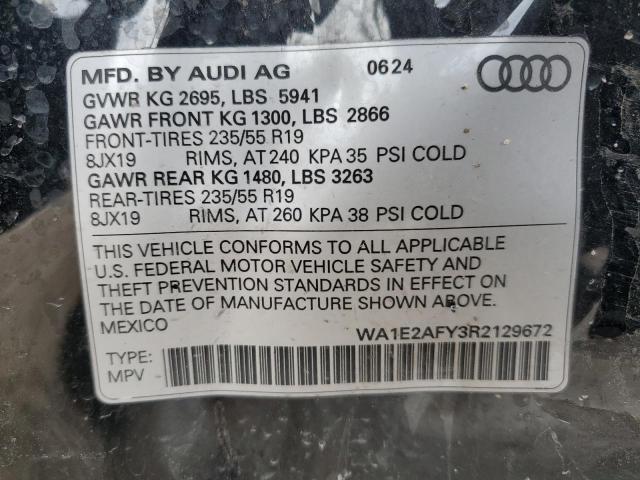 MFD. BY AUDI AG 0624
GVWR KG 2695, LBS 5941
GAWR FRONT KG 1300, LBS 2866
FRONT-TIRES 235/55 R19
8JX19 RIMS, AT 240 KPA 35 PSI COLD
GAWR REAR KG 1480, LBS 3263
REAR-TIRES 235/55 R19
8JX19 RIMS, AT 260 KPA 38 PSI COLD
THIS VEHICLE CONFORMS TO ALL APPLICABLE
U.S. FEDERAL MOTOR VEHICLE SAFETY AND
THEFT PREVENTION STANDARDS IN EFFECT ON
THE DATE OF MANUFACTURE SHOWN ABOVE.
MEXICO
WA1E2AFY3R2129672
TYPE:
MPV